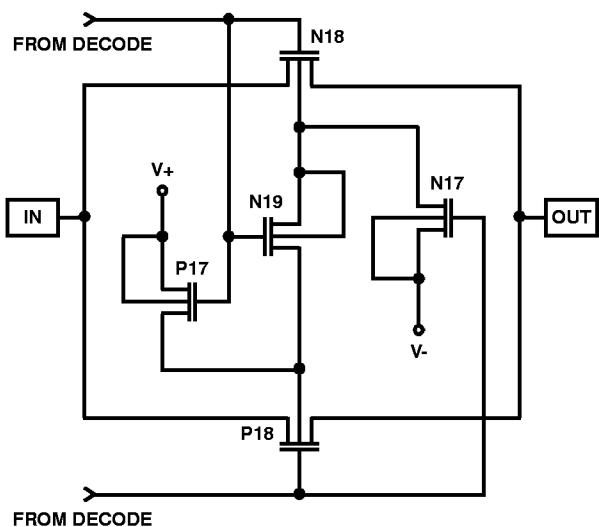 FROM DECODE
N18
V+
N19
N17
IN
OUT
P17
V-
P18
FROM DECODE